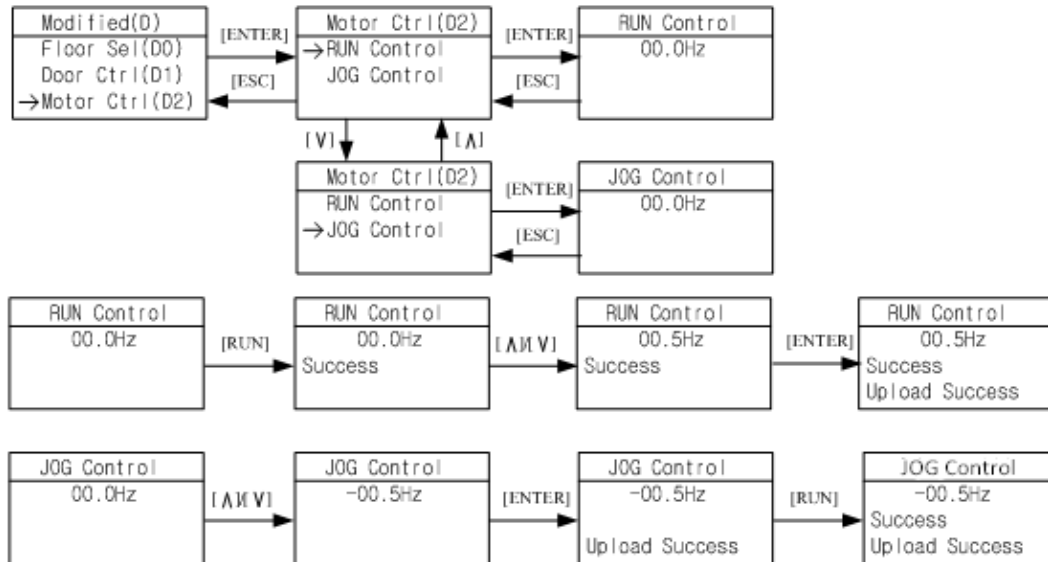 Modified(D)
Floor Sel(D0)
Door Ctrl(D1)
→Motor Ctrl(D2)
[ENTER]
[ESC]
Motor Ctrl(D2)
→RUN Control
JOG Control
[ENTER]
[ESC]
RUN Control
00.0Hz
[V]
[Λ]
Motor Ctrl(D2)
RUN Control
→JOG Control
[ENTER]
[ESC]
JOG Control
00.0Hz
RUN Control
00.0Hz
[RUN]
RUN Control
00.0Hz
Success
[Λ][V]
RUN Control
00.5Hz
Success
[ENTER]
RUN Control
00.5Hz
Success
Upload Success
JOG Control
00.0Hz
[Λ][V]
JOG Control
-00.5Hz
[ENTER]
JOG Control
-00.5Hz
Upload Success
[RUN]
JOG Control
-00.5Hz
Success
Upload Success